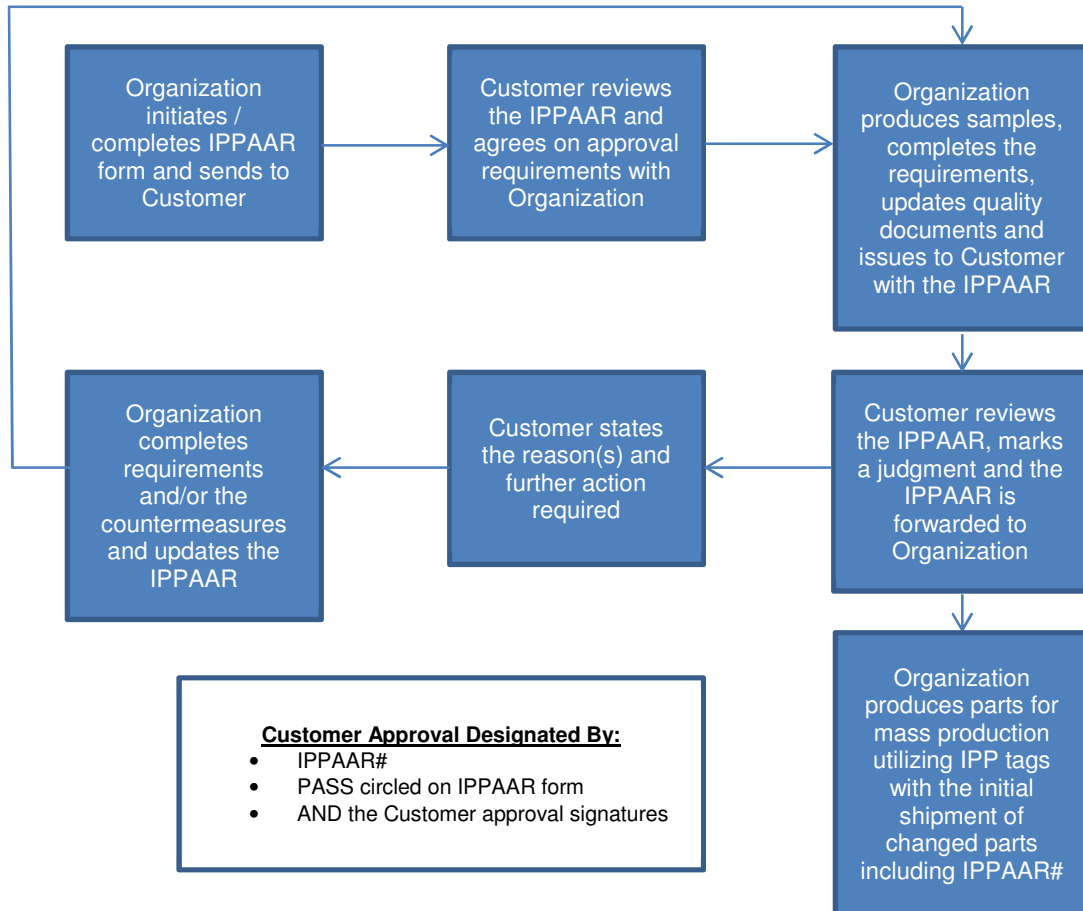 Organization
initiates /
completes IPPAAR
form and sends to
Customer
Customer reviews
the IPPAAR and
agrees on approval
requirements with
Organization
Organization
produces samples,
completes the
requirements,
updates quality
documents and
issues to Customer
with the IPPAAR
Organization
completes
requirements
and/or the
countermeasures
and updates the
IPPAAR
Customer states
the reason(s) and
further action
required
Customer reviews
the IPPAAR, marks
a judgment and the
IPPAAR is
forwarded to
Organization
Customer Approval Designated By:
• IPPAAR#
• PASS circled on IPPAAR form
• AND the Customer approval signatures
Organization
produces parts for
mass production
utilizing IPP tags
with the initial
shipment of
changed parts
including IPPAAR#